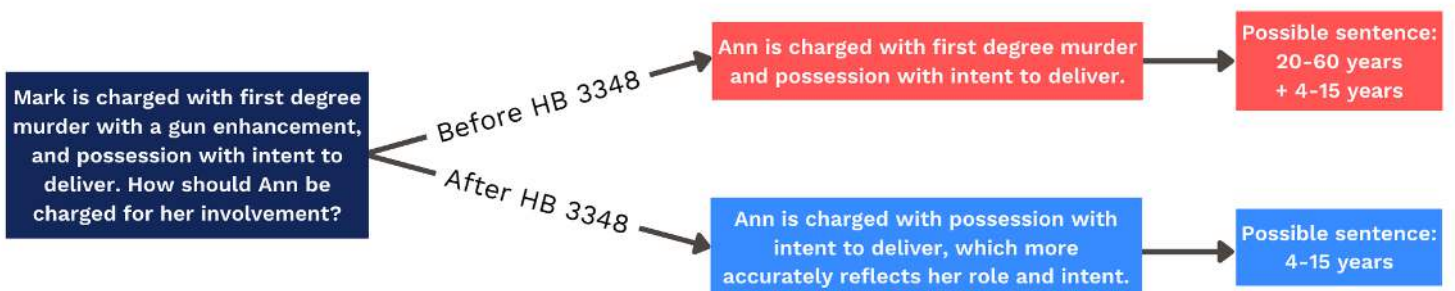 Mark is charged with first degree
murder with a gun enhancement,
and possession with intent to
deliver. How should Ann be
charged for her involvement?
Before HB 3348
Ann is charged with first degree murder
and possession with intent to deliver.
Possible sentence:
20-60 years
+ 4-15 years
After HB 3348
Ann is charged with possession with
intent to deliver, which more
accurately reflects her role and intent.
Possible sentence:
4-15 years